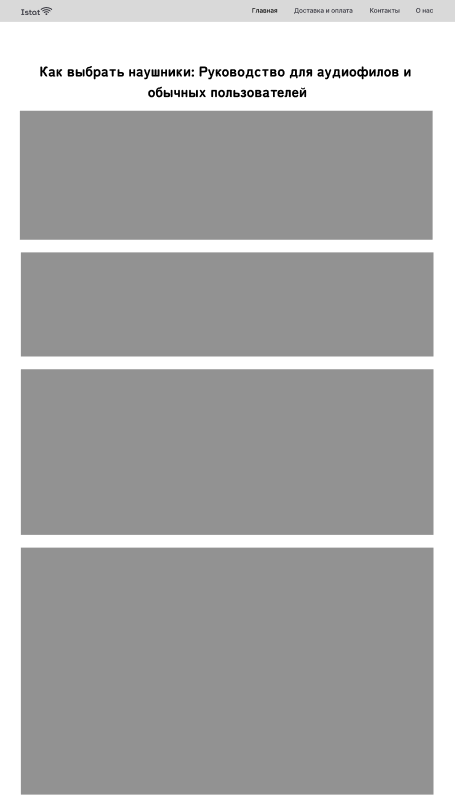 Istot
Главная Доставка и оплата Контакты О нас
Как выбрать наушники: Руководство для аудиофилов и
обычных пользователей